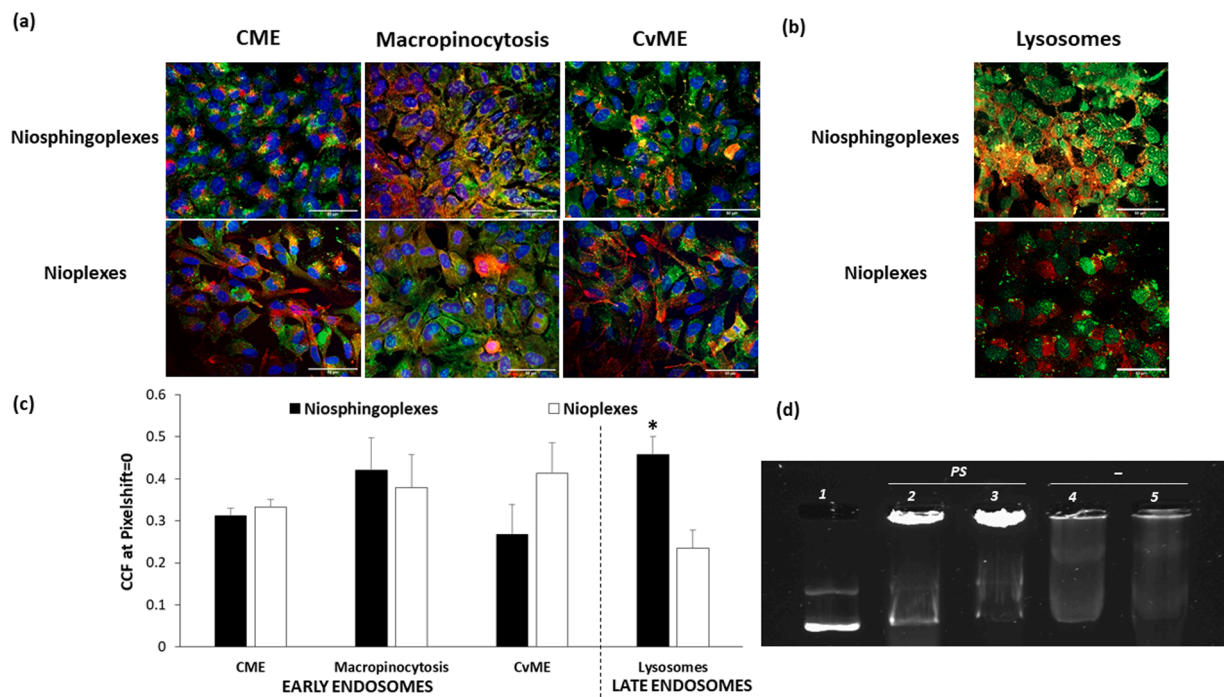 (a)
CME
Macropinocytosis
CvME
Niosphingoplexes
Nioplexes
(b)
Lysosomes
Niosphingoplexes
Nioplexes
(c)
CCF at Pixelshift=0
0.6
0.5
0.4
0.3
0.2
0.1
0
Niosphingoplexes
Nioplexes
*
CME
Macropinocytosis
CvME
Lysosomes
EARLY ENDOSOMES
LATE ENDOSOMES
(d)
PS
–
1
2
3
4
5